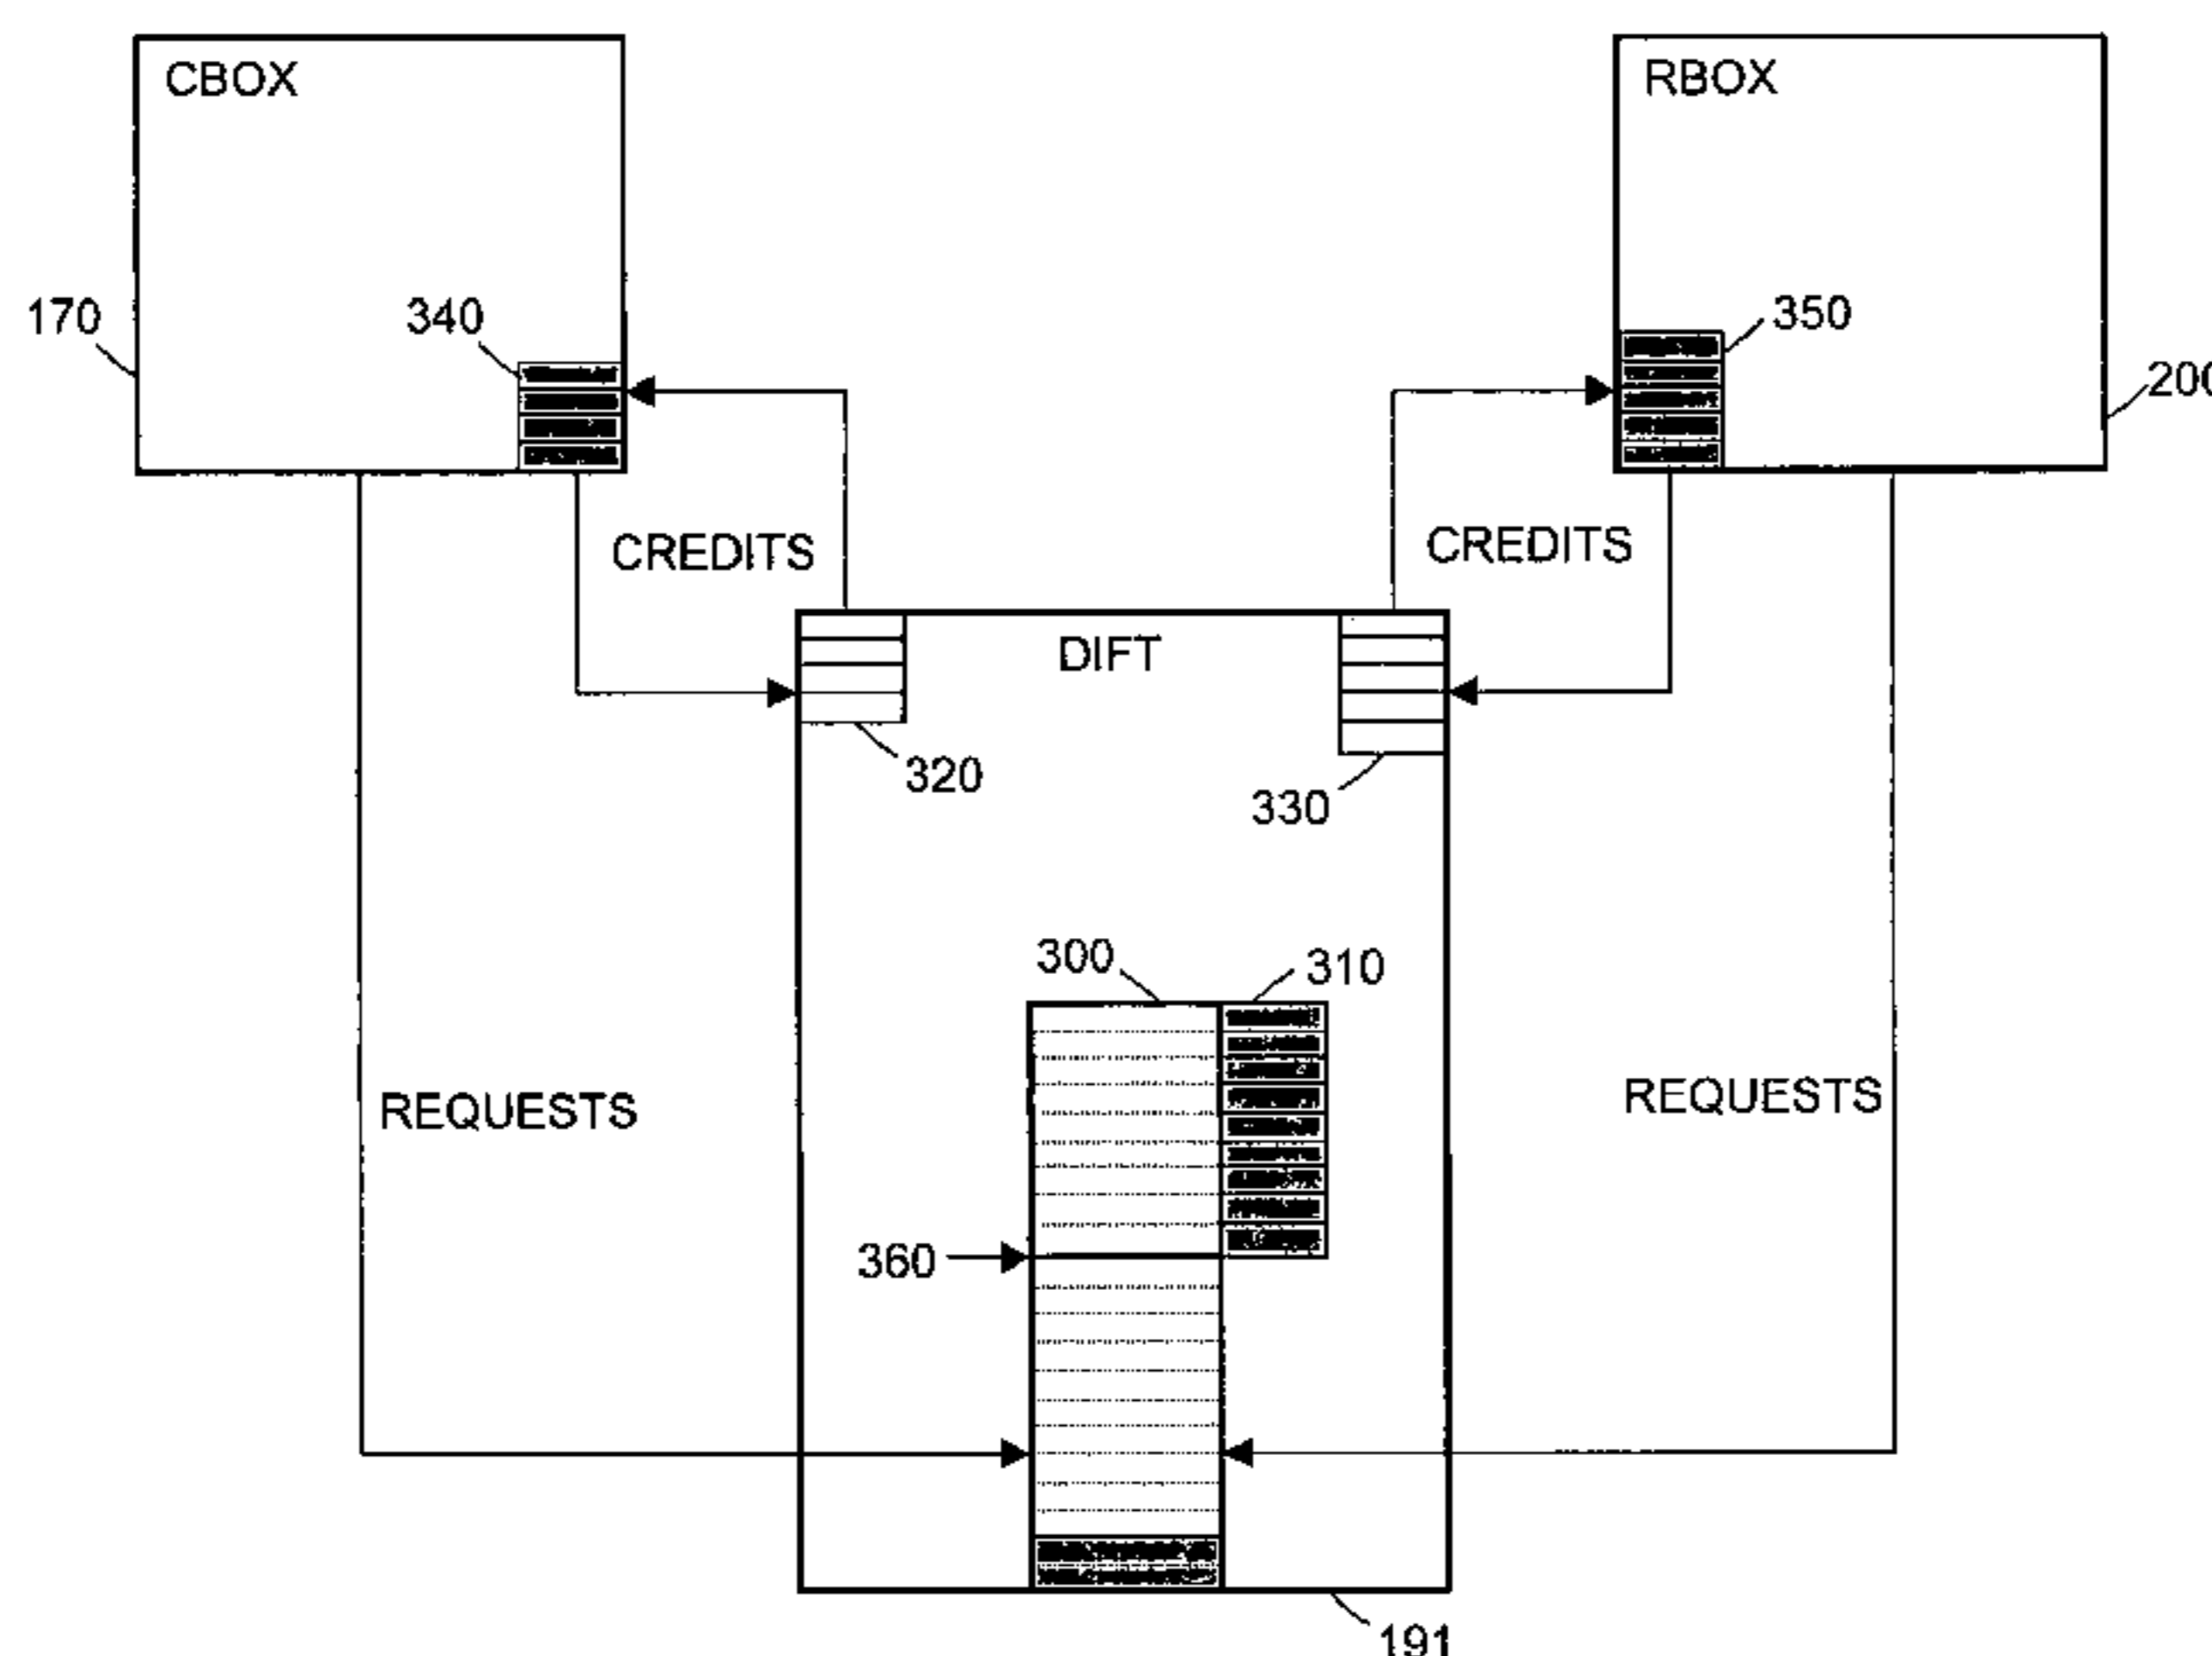 CBOX
RBOX
170
340
350
200
CREDITS
CREDITS
DIFT
320
330
300
310
REQUESTS
REQUESTS
360
191